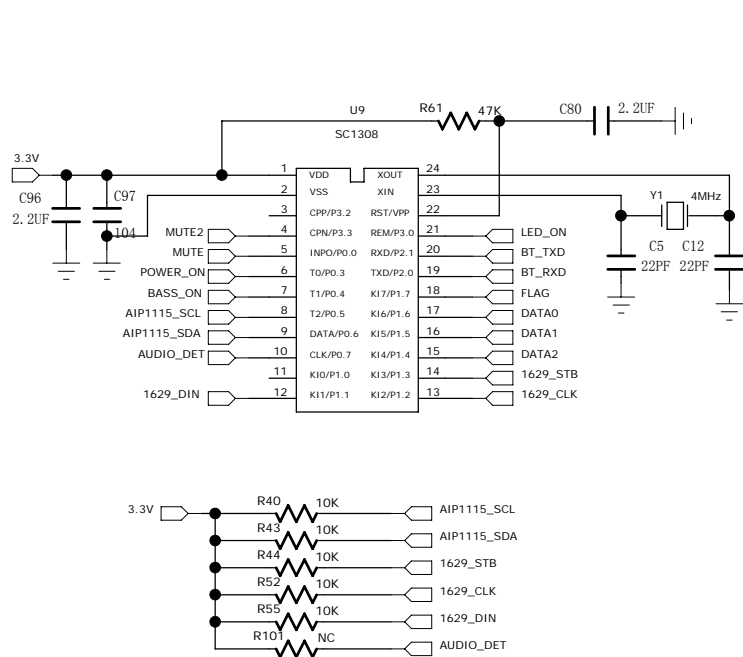 U9
SC1308
R61 47K
C80 2.2UF
3.3V
C96
2.2UF
C97
104
1 VDD XOUT 24
2 VSS XIN 23
3 CPP/P3.2 RST/VPP 22
MUTE2 4 CPN/P3.3 REM/P3.0 21 LED_ON
MUTE 5 INPO/P0.0 RXD/P2.1 20 BT_TXD
POWER_ON 6 T0/P0.3 TXD/P2.0 19 BT_RXD
BASS_ON 7 T1/P0.4 KI7/P1.7 18 FLAG
AIP1115_SCL 8 T2/P0.5 KI6/P1.6 17 DATA0
AIP1115_SDA 9 DATA/P0.6 KI5/P1.5 16 DATA1
AUDIO_DET 10 CLK/P0.7 KI4/P1.4 15 DATA2
11 KI0/P1.0 KI3/P1.3 14 1629_STB
1629_DIN 12 KI1/P1.1 KI2/P1.2 13 1629_CLK
Y1 4MHz
C5 C12
22PF 22PF
3.3V
R40 10K AIP1115_SCL
R43 10K AIP1115_SDA
R44 10K 1629_STB
R52 10K 1629_CLK
R55 10K 1629_DIN
R101 NC AUDIO_DET